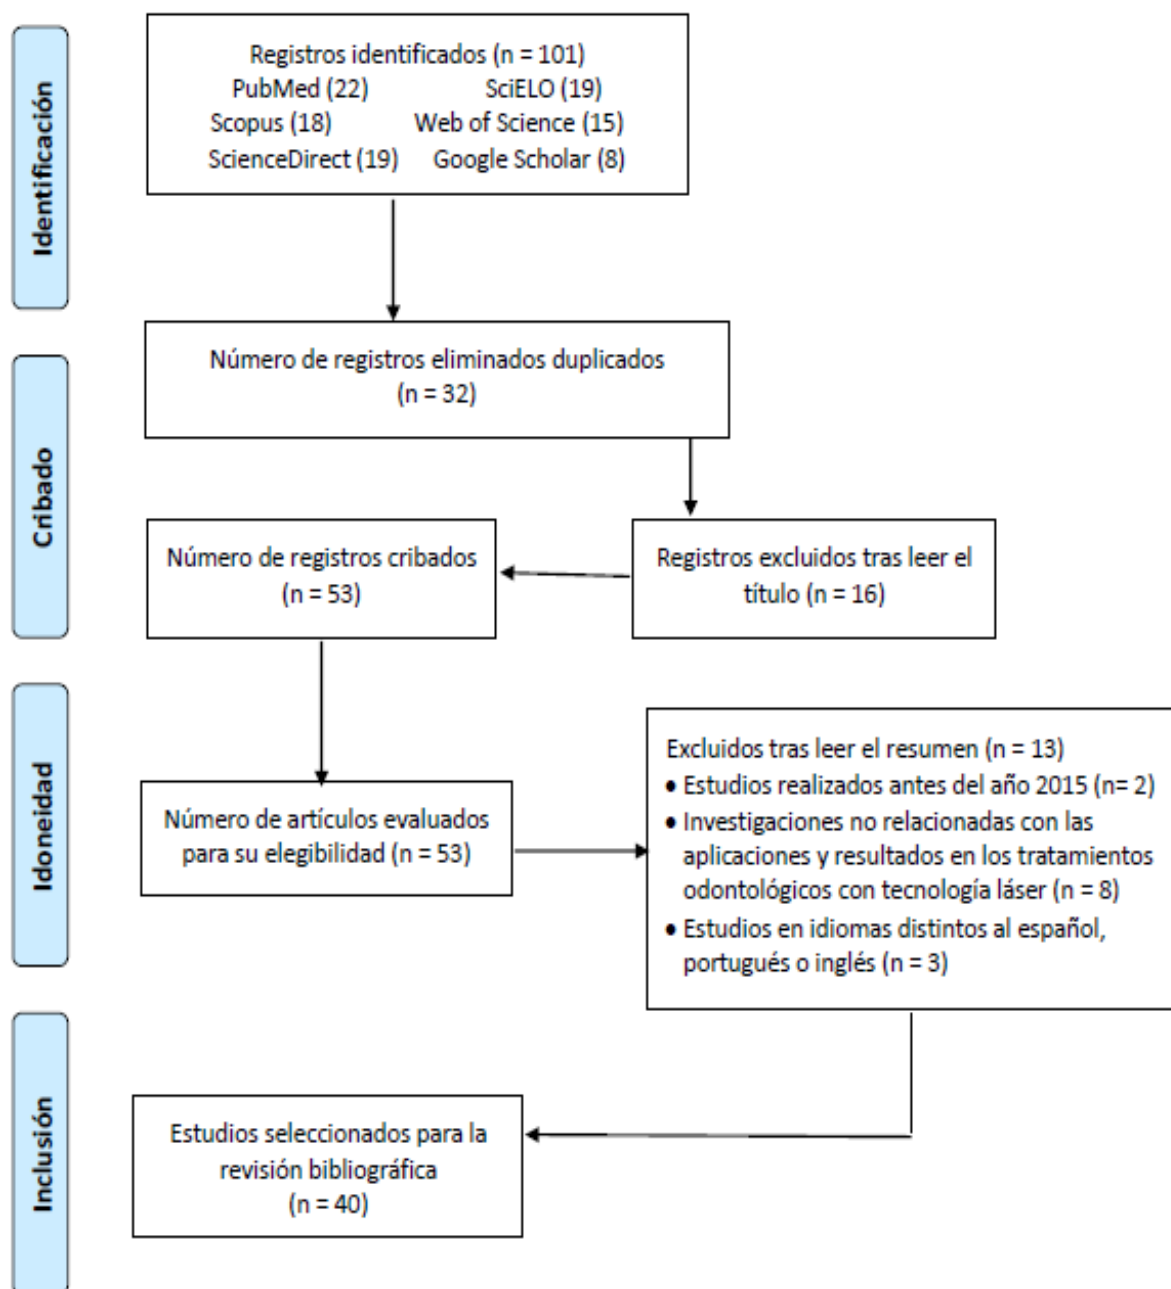 Identificación
Registros identificados (n = 101)
PubMed (22) SciELO (19)
Scopus (18) Web of Science (15)
ScienceDirect (19) Google Scholar (8)
Número de registros eliminados duplicados
(n = 32)
Cribado
Número de registros cribados
(n = 53)
Registros excluidos tras leer el
título (n = 16)
Idoneidad
Número de artículos evaluados
para su elegibilidad (n = 53)
Excluidos tras leer el resumen (n = 13)
• Estudios realizados antes del año 2015 (n= 2)
• Investigaciones no relacionadas con las
aplicaciones y resultados en los tratamientos
odontológicos con tecnología láser (n = 8)
• Estudios en idiomas distintos al español,
portugués o inglés (n = 3)
Inclusión
Estudios seleccionados para la
revisión bibliográfica
(n = 40)